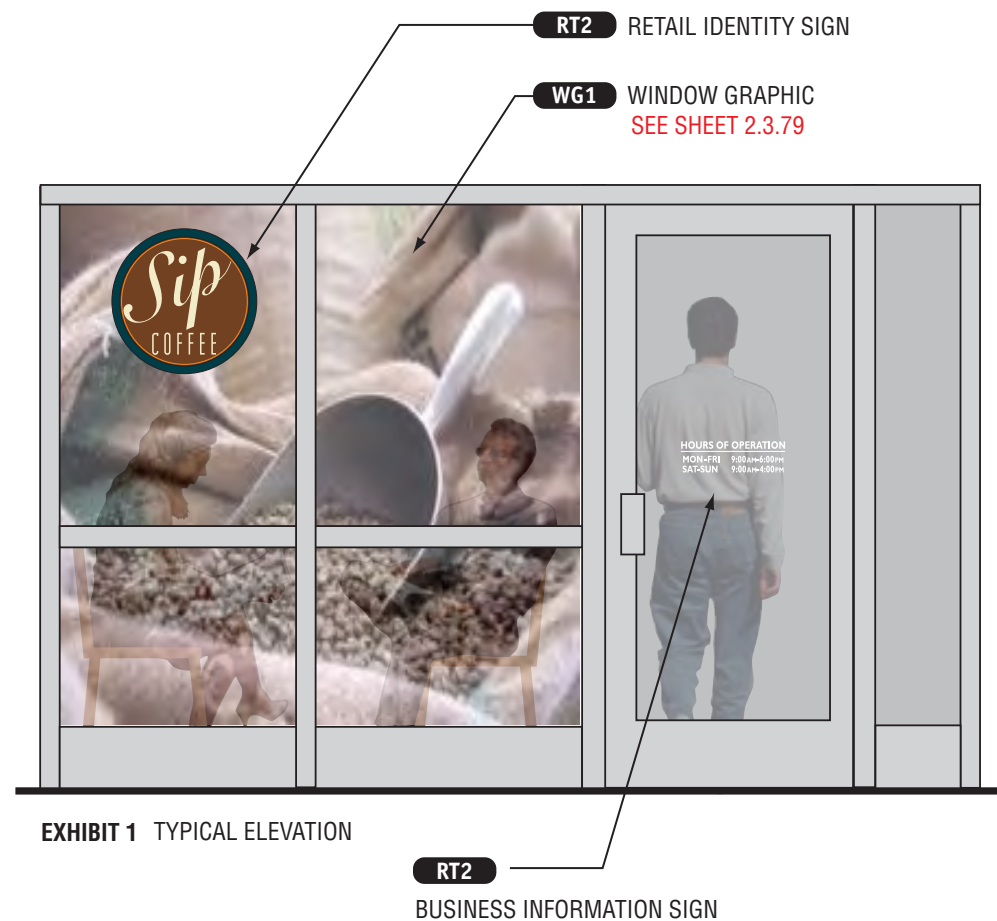 RT2 RETAIL IDENTITY SIGN
WG1 WINDOW GRAPHIC
SEE SHEET 2.3.79
Sip
COFFEE
HOURS OF OPERATION
MON-FRI 9:00AM-6:00PM
SAT-SUN 9:00AM-4:00PM
EXHIBIT 1 TYPICAL ELEVATION
RT2
BUSINESS INFORMATION SIGN